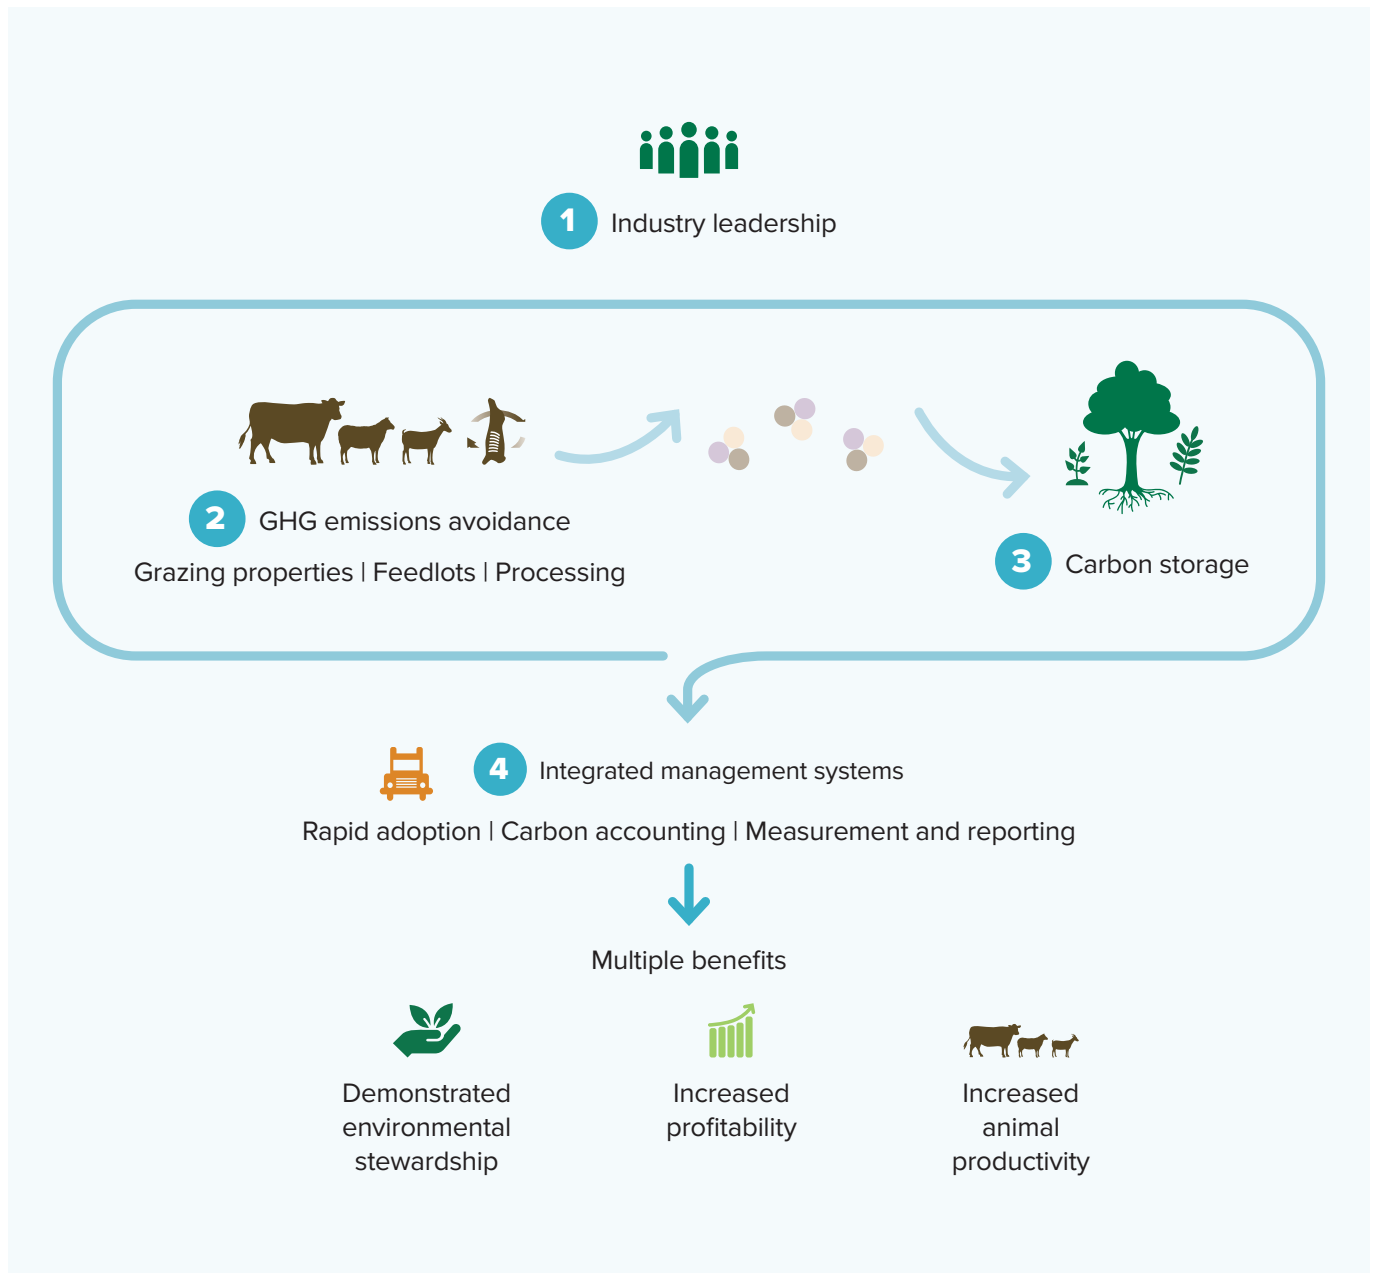 1 Industry leadership
2 GHG emissions avoidance
Grazing properties | Feedlots | Processing
3 Carbon storage
4 Integrated management systems
Rapid adoption | Carbon accounting | Measurement and reporting
Multiple benefits
Demonstrated
environmental
stewardship
Increased
profitability
Increased
animal
productivity